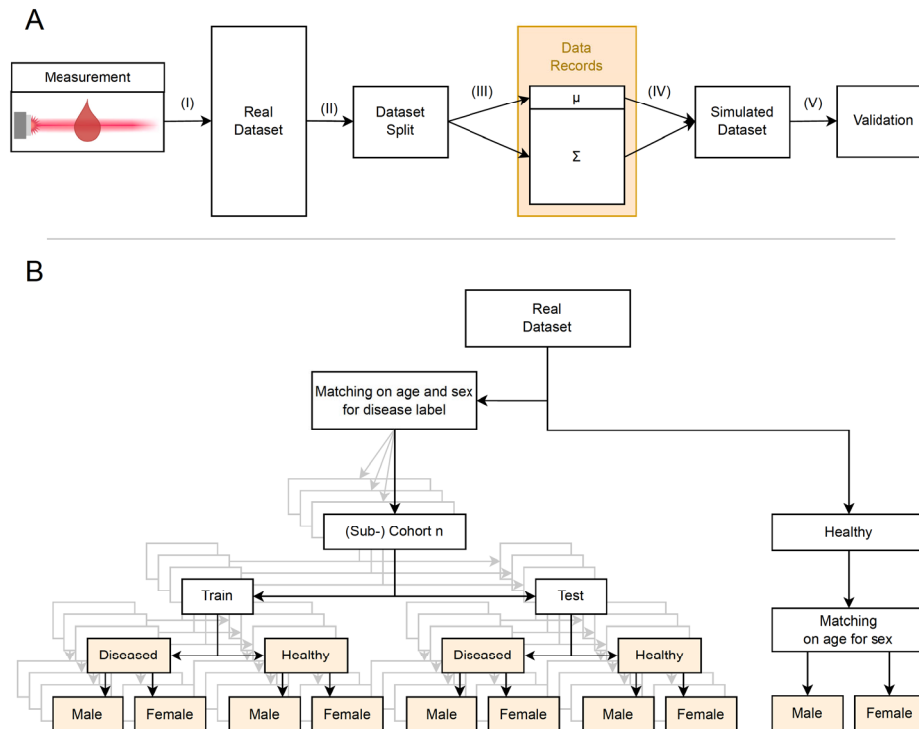 A
Measurement
(I)
Real
Dataset
(II)
Dataset
Split
(III)
Data
Records
μ
Σ
(IV)
Simulated
Dataset
(V)
Validation
B
Real
Dataset
Matching on age and sex
for disease label
(Sub-) Cohort n
Healthy
Train
Test
Matching
on age for sex
Diseased
Healthy
Diseased
Healthy
Male
Female
Male
Female
Male
Female
Male
Female
Male
Female